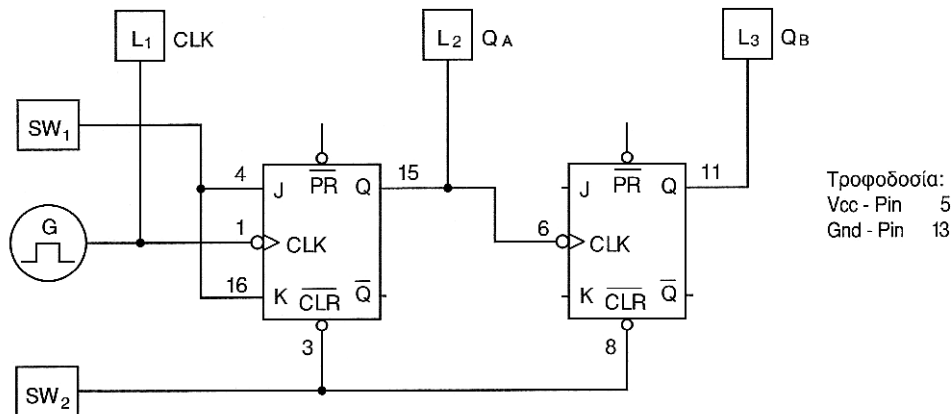 L1 CLK
L2 QA
L3 QB
SW1
4 J PR Q 15
J PR Q 11
Τροφοδοσία:
Vcc - Pin 5
Gnd - Pin 13
G
1 CLK
6 CLK
16 K CLR Q
K CLR Q
3
8
SW2